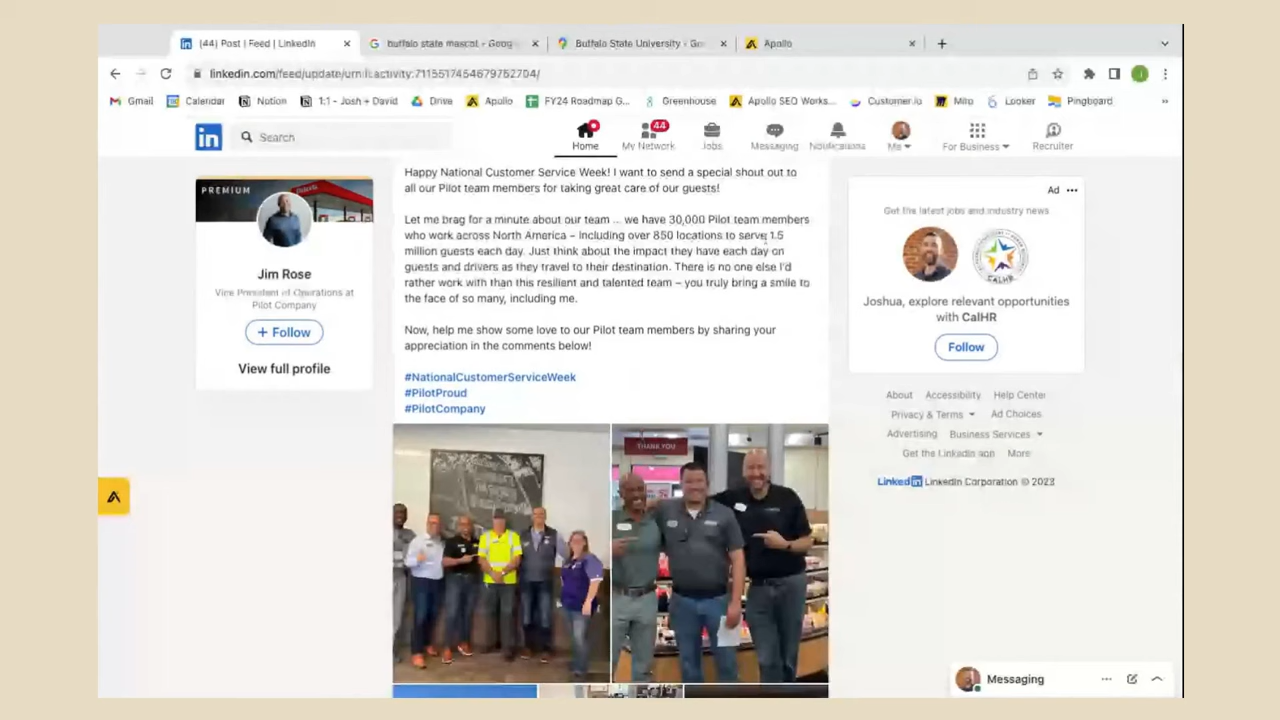 (44) Post | Feed | LinkedIn
buffalo state mascot - Goog
Buffalo State University - Go
Apollo
linkedin.com/feed/update/urn:li:activity:7115517454679752704/
Gmail
Calendar
Notion
1:1 - Josh + David
Drive
Apollo
FY24 Roadmap G...
Greenhouse
Apollo SEO Works...
Customer.io
Miro
Looker
Pingboard
Search
Home
44
My Network
Jobs
Messaging
Notifications
Me
For Business
Recruiter
PREMIUM
Jim Rose
Vice President of Operations at
Pilot Company
+ Follow
View full profile
Happy National Customer Service Week! I want to send a special shout out to
all our Pilot team members for taking great care of our guests!
Let me brag for a minute about our team ... we have 30,000 Pilot team members
who work across North America – including over 850 locations to serve 1.5
million guests each day. Just think about the impact they have each day on
guests and drivers as they travel to their destination. There is no one else I'd
rather work with than this resilient and talented team – you truly bring a smile to
the face of so many, including me.
Now, help me show some love to our Pilot team members by sharing your
appreciation in the comments below!
#NationalCustomerServiceWeek
#PilotProud
#PilotCompany
THANK YOU
Ad
Get the latest jobs and industry news
CALHR
Joshua, explore relevant opportunities
with CalHR
Follow
About Accessibility Help Center
Privacy & Terms Ad Choices
Advertising Business Services
Get the LinkedIn app More
LinkedIn LinkedIn Corporation © 2023
Messaging